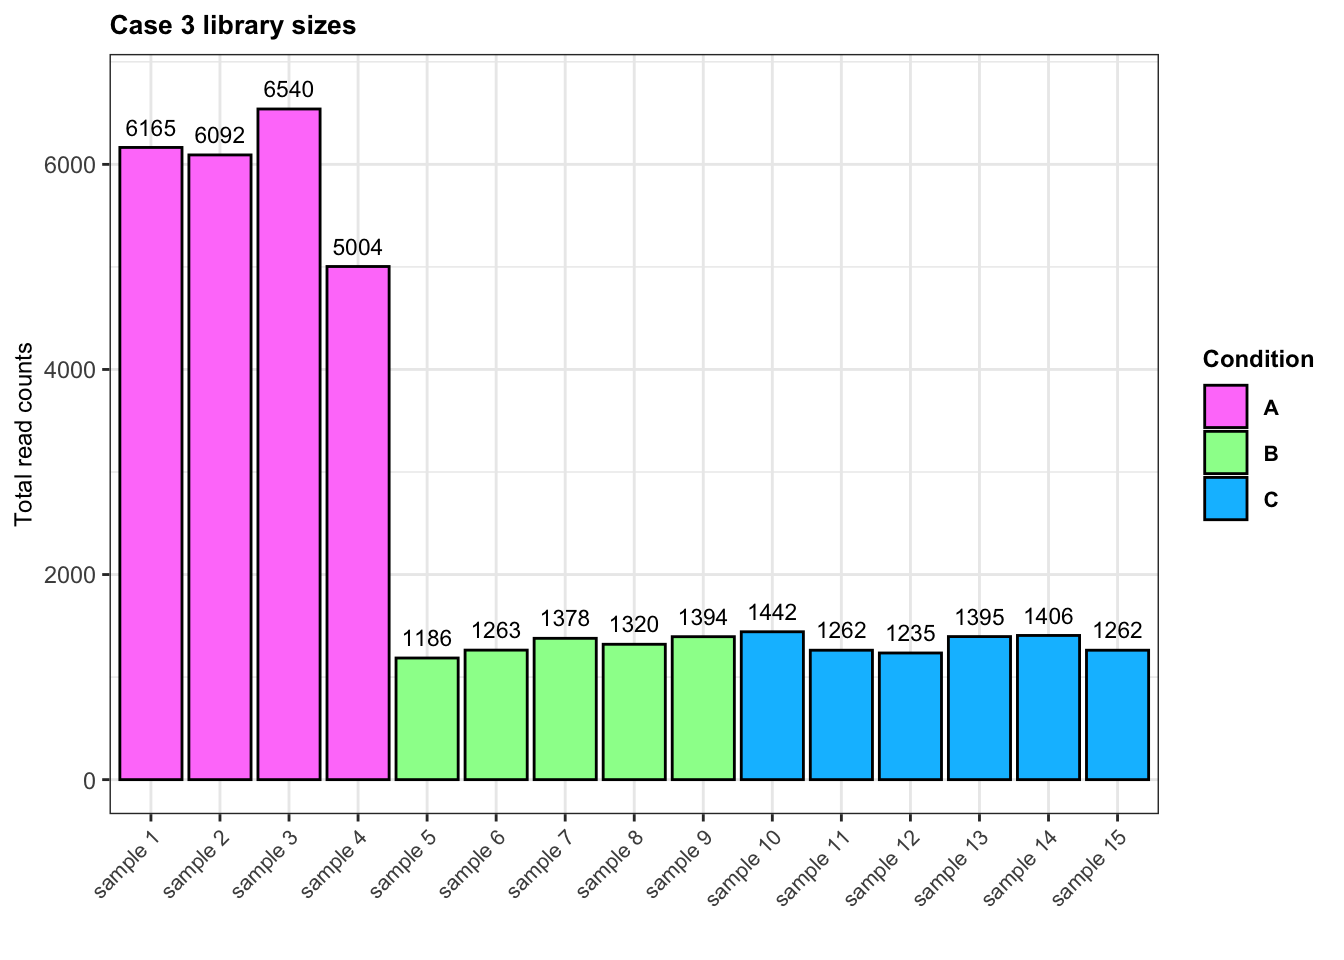 Case 3 library sizes
6540
6165
6092
5004
1186
1263
1378
1320
1394
1442
1262
1235
1395
1406
1262
6000
4000
2000
0
Total read counts
sample 1
sample 2
sample 3
sample 4
sample 5
sample 6
sample 7
sample 8
sample 9
sample 10
sample 11
sample 12
sample 13
sample 14
sample 15
Condition
A
B
C